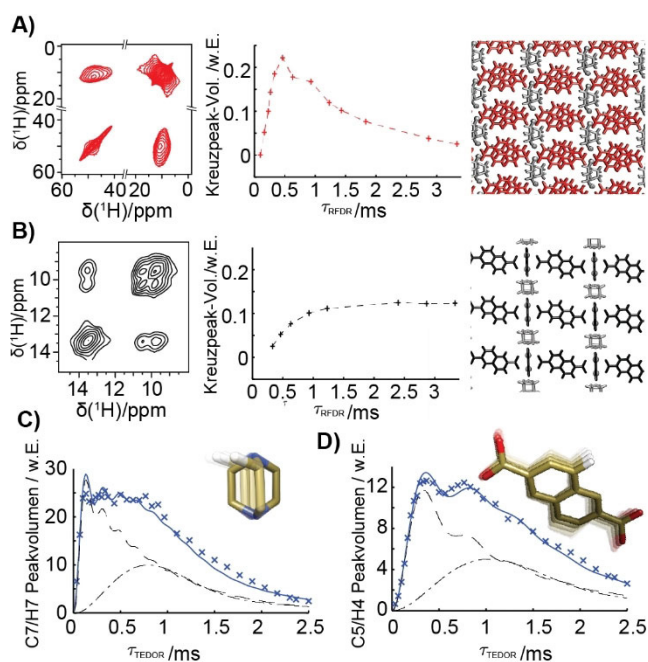 A)
0
10
50
60
δ(¹H)/ppm
60 40 20 0
δ(¹H)/ppm
Kreuzpeak-Vol./w.E.
0.2
0.1
0
0 0.5 1 1.5 2 2.5 3
τRFDR/ms
B)
10
12
14
δ(¹H)/ppm
14 12 10
δ(¹H)/ppm
Kreuzpeak-Vol./w.E.
0.2
0.1
0
0 0.5 1 1.5 2 2.5 3
τRFDR/ms
C)
C7/H7 Peakvolumen / w.E.
30
20
10
0
0 0.5 1 1.5 2 2.5
τTEDOR/ms
D)
C5/H4 Peakvolumen / w.E.
12
8
4
0
0 0.5 1 1.5 2 2.5
τTEDOR/ms